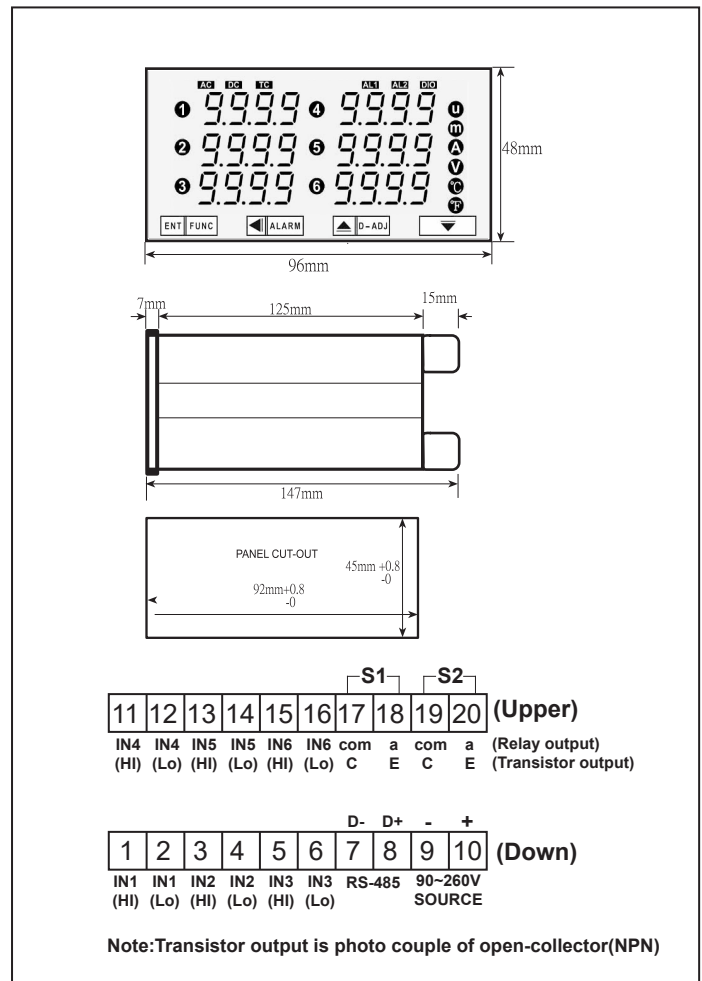 AC DC TC AL1 AL2 DIO
1 9.9.9.9 4 9.9.9.9 u
m
2 9.9.9.9 5 9.9.9.9 A
V
3 9.9.9.9 6 9.9.9.9 ℃
℉
ENT FUNC ALARM D-ADJ
48mm
96mm
7mm 125mm 15mm
147mm
PANEL CUT-OUT
45mm +0.8
-0
92mm+0.8
-0
S1 S2
11 12 13 14 15 16 17 18 19 20 (Upper)
IN4 IN4 IN5 IN5 IN6 IN6 com a com a (Relay output)
(HI) (Lo) (HI) (Lo) (HI) (Lo) C E C E (Transistor output)
D- D+ - +
1 2 3 4 5 6 7 8 9 10 (Down)
IN1 IN1 IN2 IN2 IN3 IN3 RS-485 90~260V
(HI) (Lo) (HI) (Lo) (HI) (Lo) SOURCE
Note:Transistor output is photo couple of open-collector(NPN)